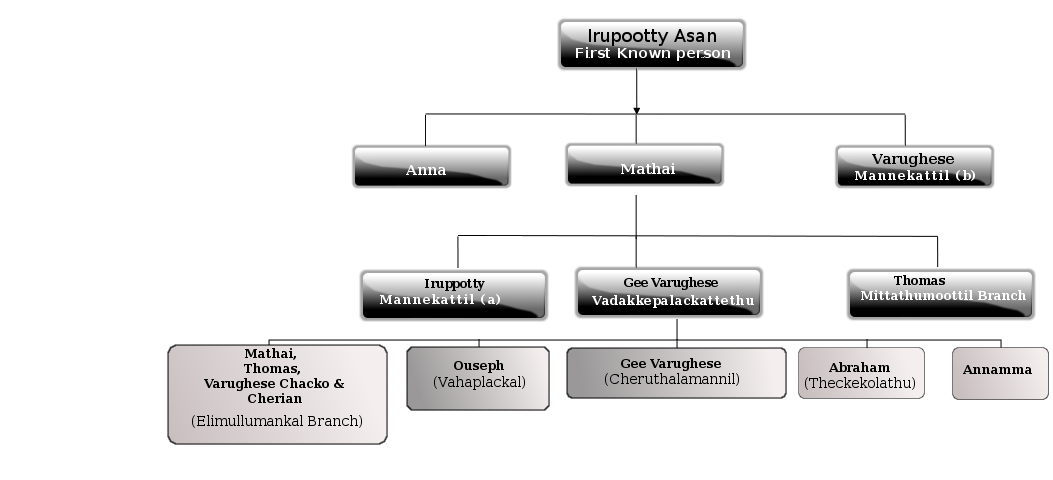 Irupootty Asan
First Known person
Anna
Mathai
Varughese
Mannekattil (b)
Iruppotty
Mannekattil (a)
Gee Varughese
Vadakkepalackattethu
Thomas
Mittathumoottil Branch
Mathai,
Thomas,
Varughese Chacko &
Cherian
(Elimullumankal Branch)
Ouseph
(Vahaplackal)
Gee Varughese
(Cheruthalamannil)
Abraham
(Theckekolathu)
Annamma